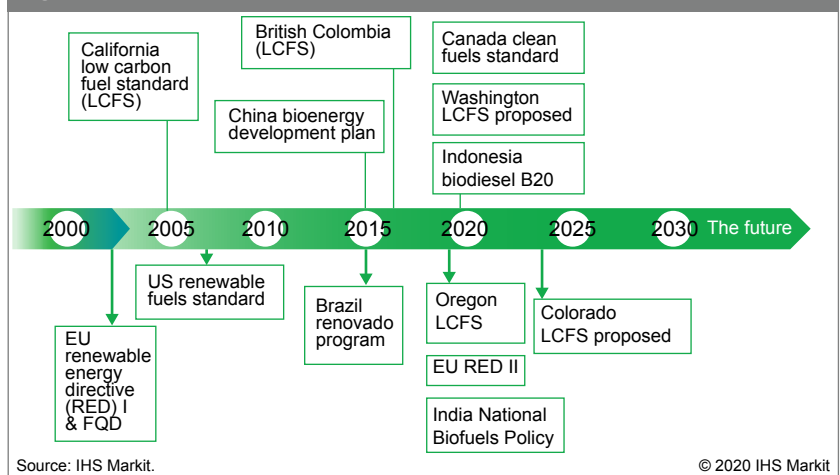 California
low carbon
fuel standard
(LCFS)
British Colombia
(LCFS)
China bioenergy
development plan
Canada clean
fuels standard
Washington
LCFS proposed
Indonesia
biodiesel B20
2000 2005 2010 2015 2020 2025 2030 The future
EU
renewable
energy
directive
(RED) I
& FQD
US renewable
fuels standard
Brazil
renovado
program
Oregon
LCFS
EU RED II
India National
Biofuels Policy
Colorado
LCFS proposed
Source: IHS Markit.
© 2020 IHS Markit